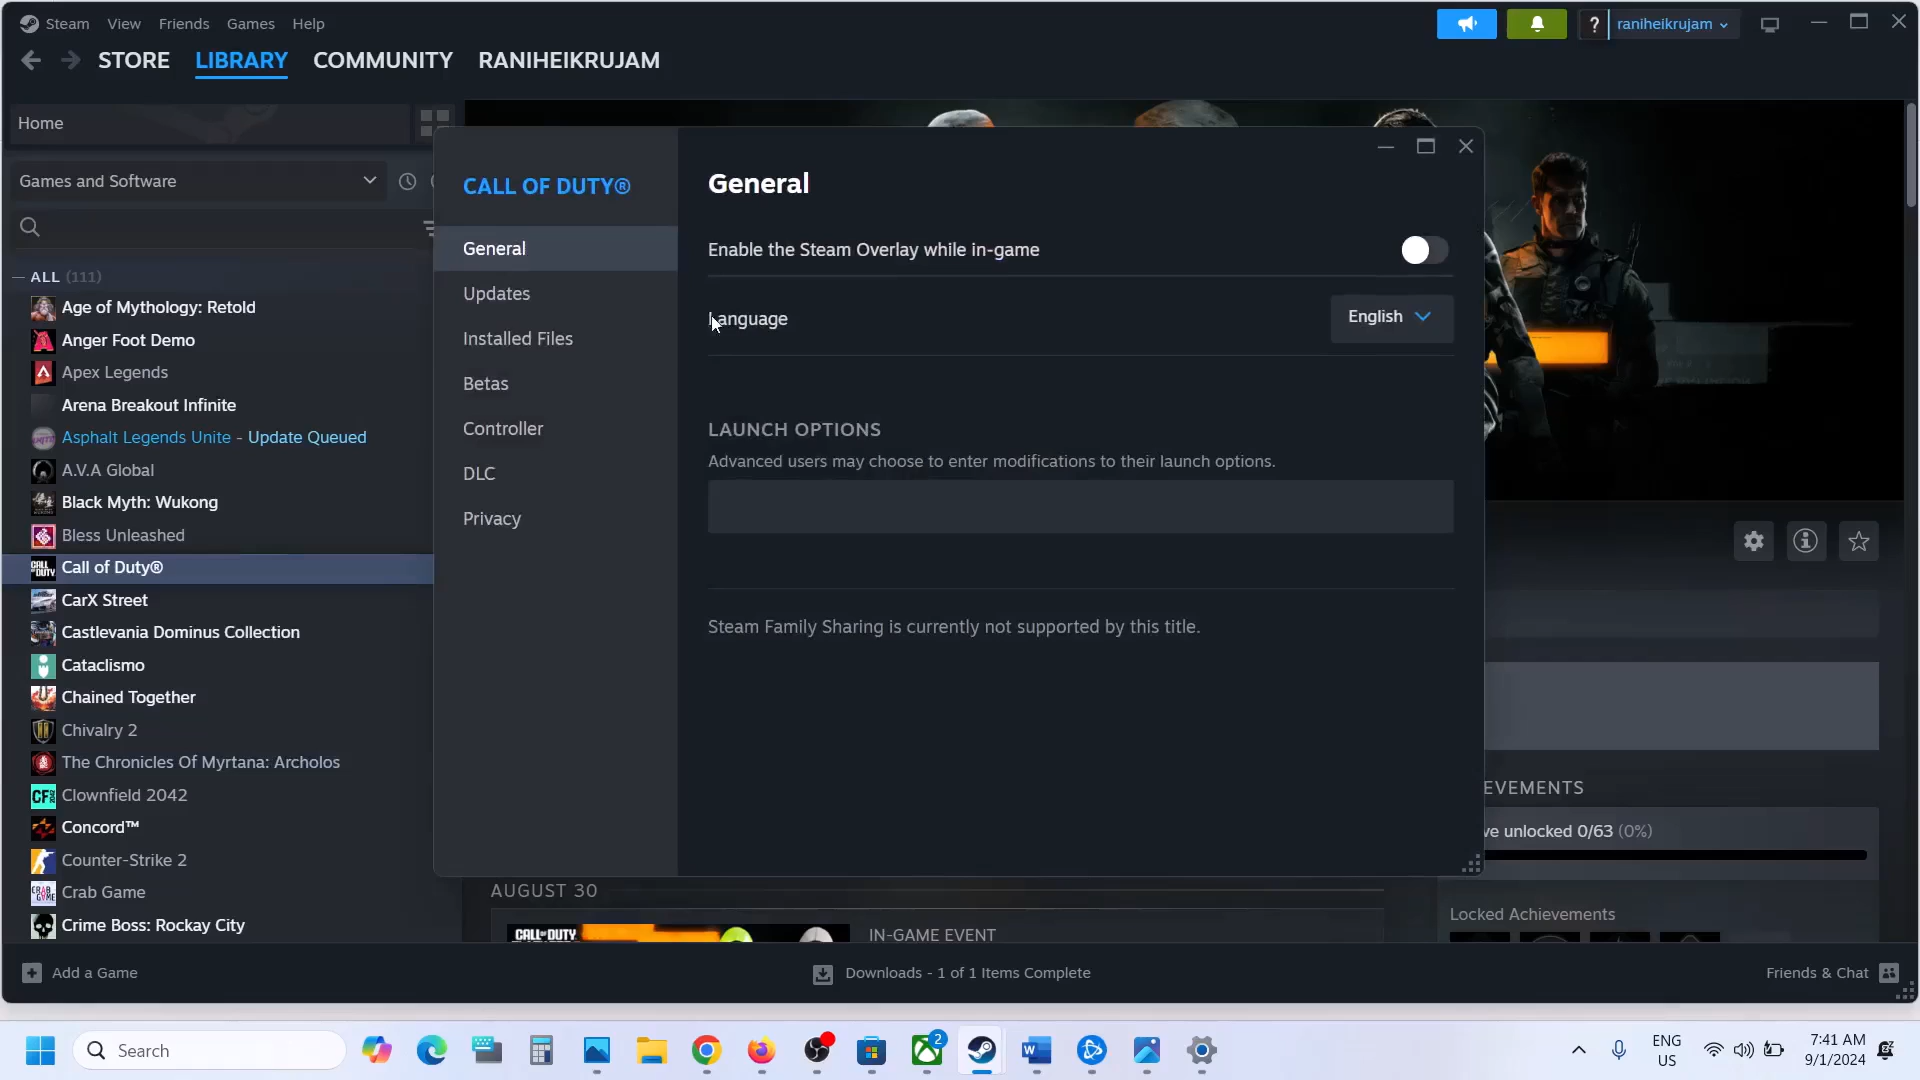 Steam View Friends Games Help
? raniheikrujam
STORE LIBRARY COMMUNITY RANIHEIKRUJAM
Home
Games and Software
— ALL (111)
Age of Mythology: Retold
Anger Foot Demo
Apex Legends
Arena Breakout Infinite
Asphalt Legends Unite - Update Queued
A.V.A Global
Black Myth: Wukong
Bless Unleashed
Call of Duty®
CarX Street
Castlevania Dominus Collection
Cataclismo
Chained Together
Chivalry 2
The Chronicles Of Myrtana: Archolos
Clownfield 2042
Concord™
Counter-Strike 2
Crab Game
Crime Boss: Rockay City
CALL OF DUTY®
General
Updates
Installed Files
Betas
Controller
DLC
Privacy
General
Enable the Steam Overlay while in-game
Language English
LAUNCH OPTIONS
Advanced users may choose to enter modifications to their launch options.
Steam Family Sharing is currently not supported by this title.
EVEMENTS
ve unlocked 0/63 (0%)
Locked Achievements
AUGUST 30
CALL OF DUTY
IN-GAME EVENT
Add a Game
Downloads - 1 of 1 Items Complete
Friends & Chat
Search
2
ENG
US
7:41 AM
9/1/2024